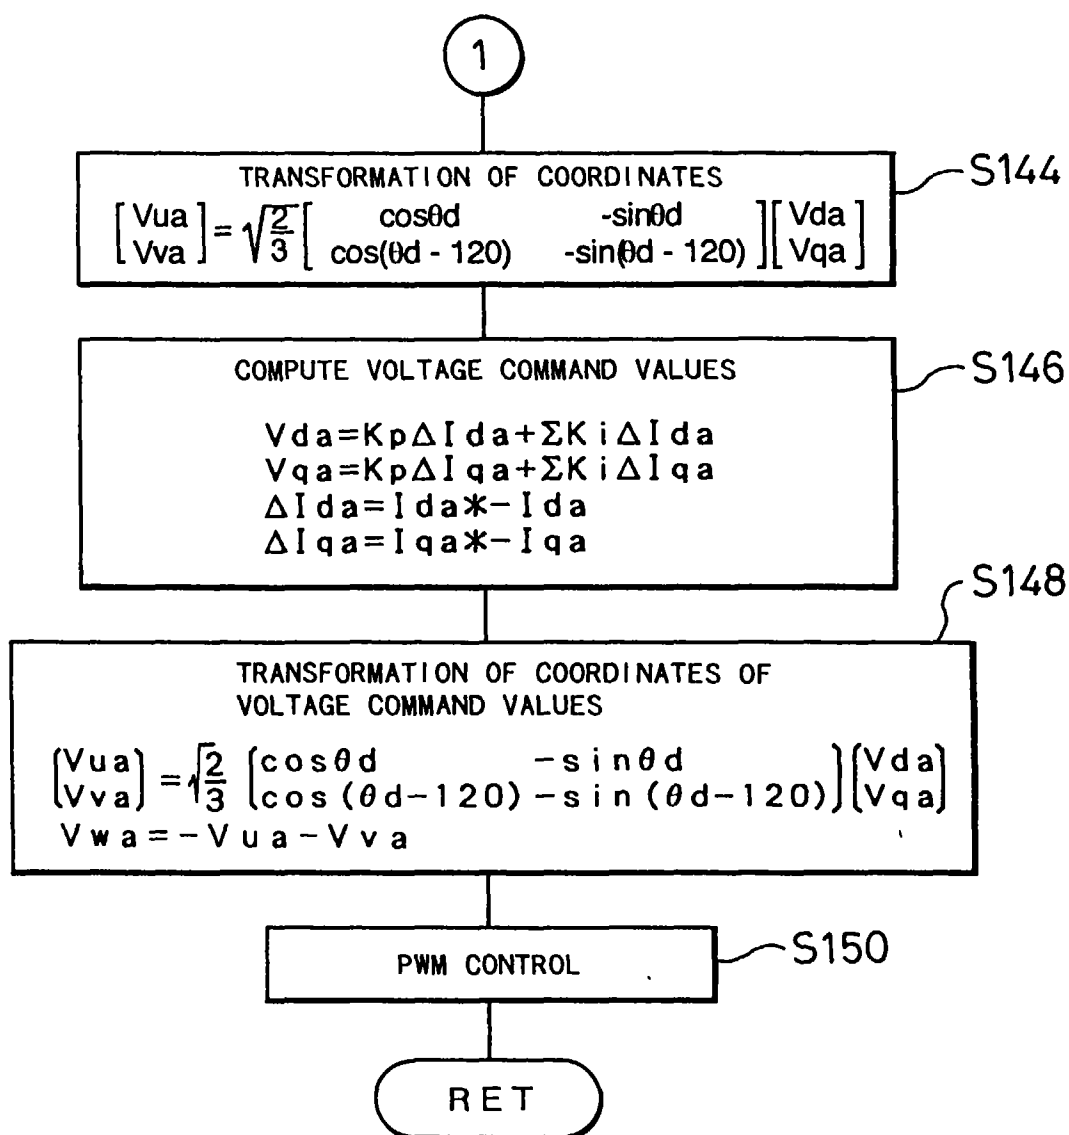 1
S144
TRANSFORMATION OF COORDINATES
[Vua Vva] = √2/3 [cosθd -sinθd cos(θd - 120) -sin(θd - 120)] [Vda Vqa]
S146
COMPUTE VOLTAGE COMMAND VALUES
Vda=KpΔIda+ΣKiΔIda
Vqa=KpΔIqa+ΣKiΔIqa
ΔIda=Ida*-Ida
ΔIqa=Iqa*-Iqa
S148
TRANSFORMATION OF COORDINATES OF
VOLTAGE COMMAND VALUES
[Vua Vva] = √2/3 [cosθd -sinθd cos(θd-120) -sin(θd-120)] [Vda Vqa]
Vwa=-Vua-Vva
S150
PWM CONTROL
RET